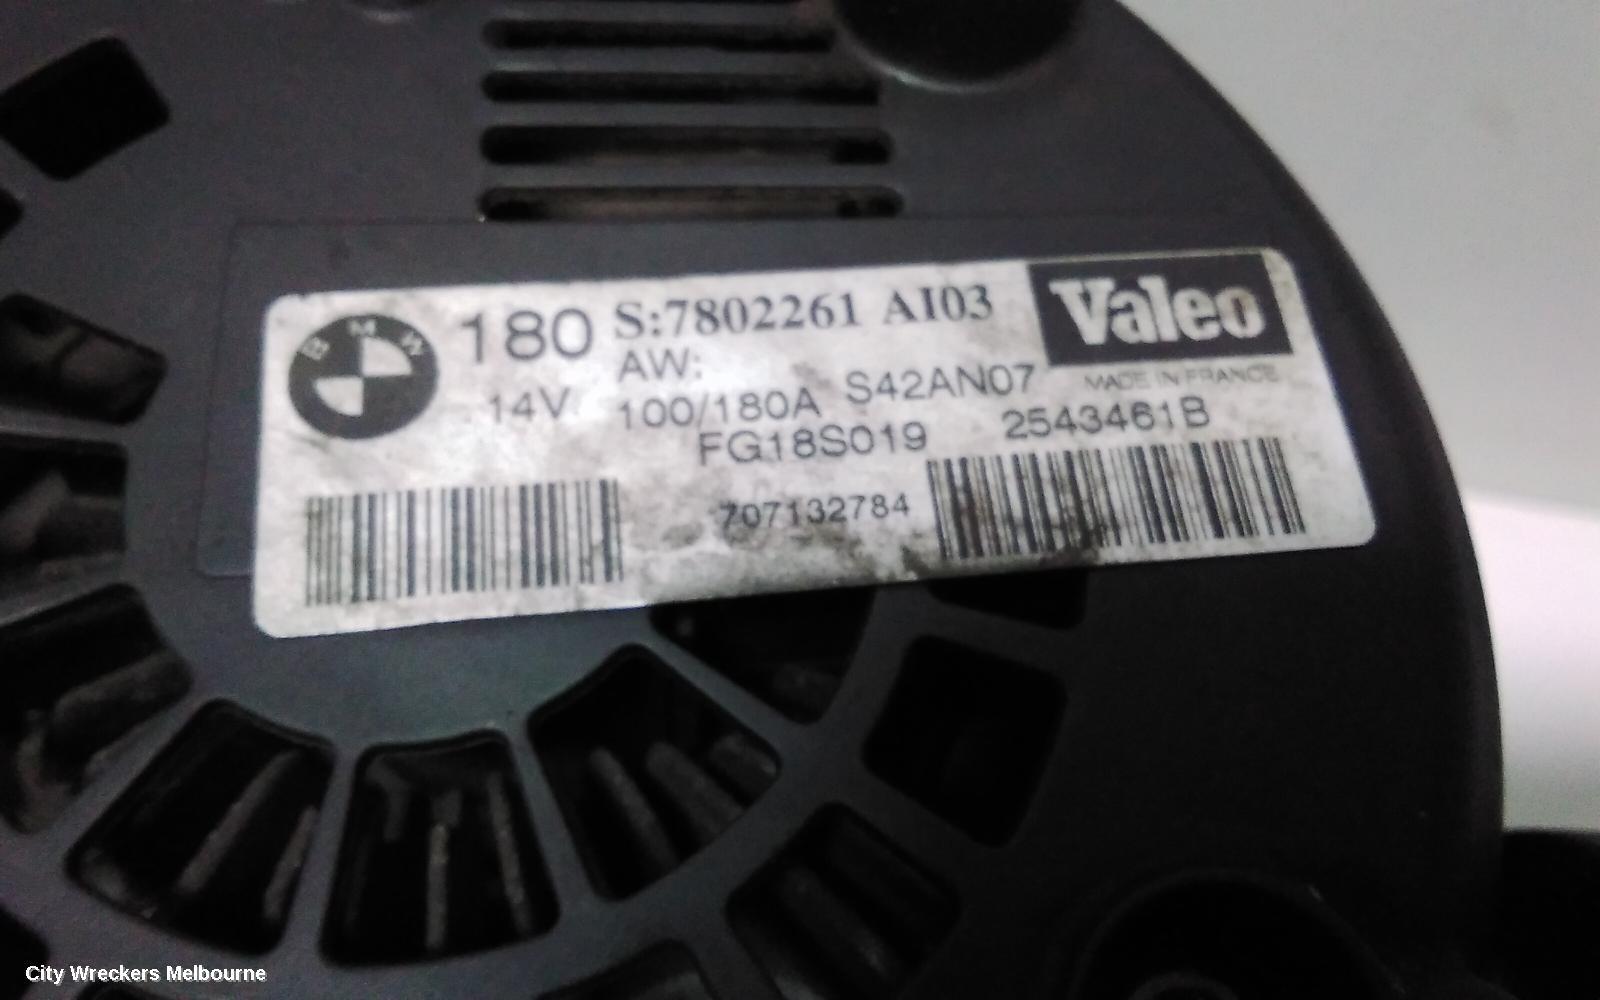 BMW 180 S:7802261 AI03 Valeo
AW:
14V 100/180A S42AN07 MADE IN FRANCE
FG18S019 2543461B
707132784
City Wreckers Melbourne